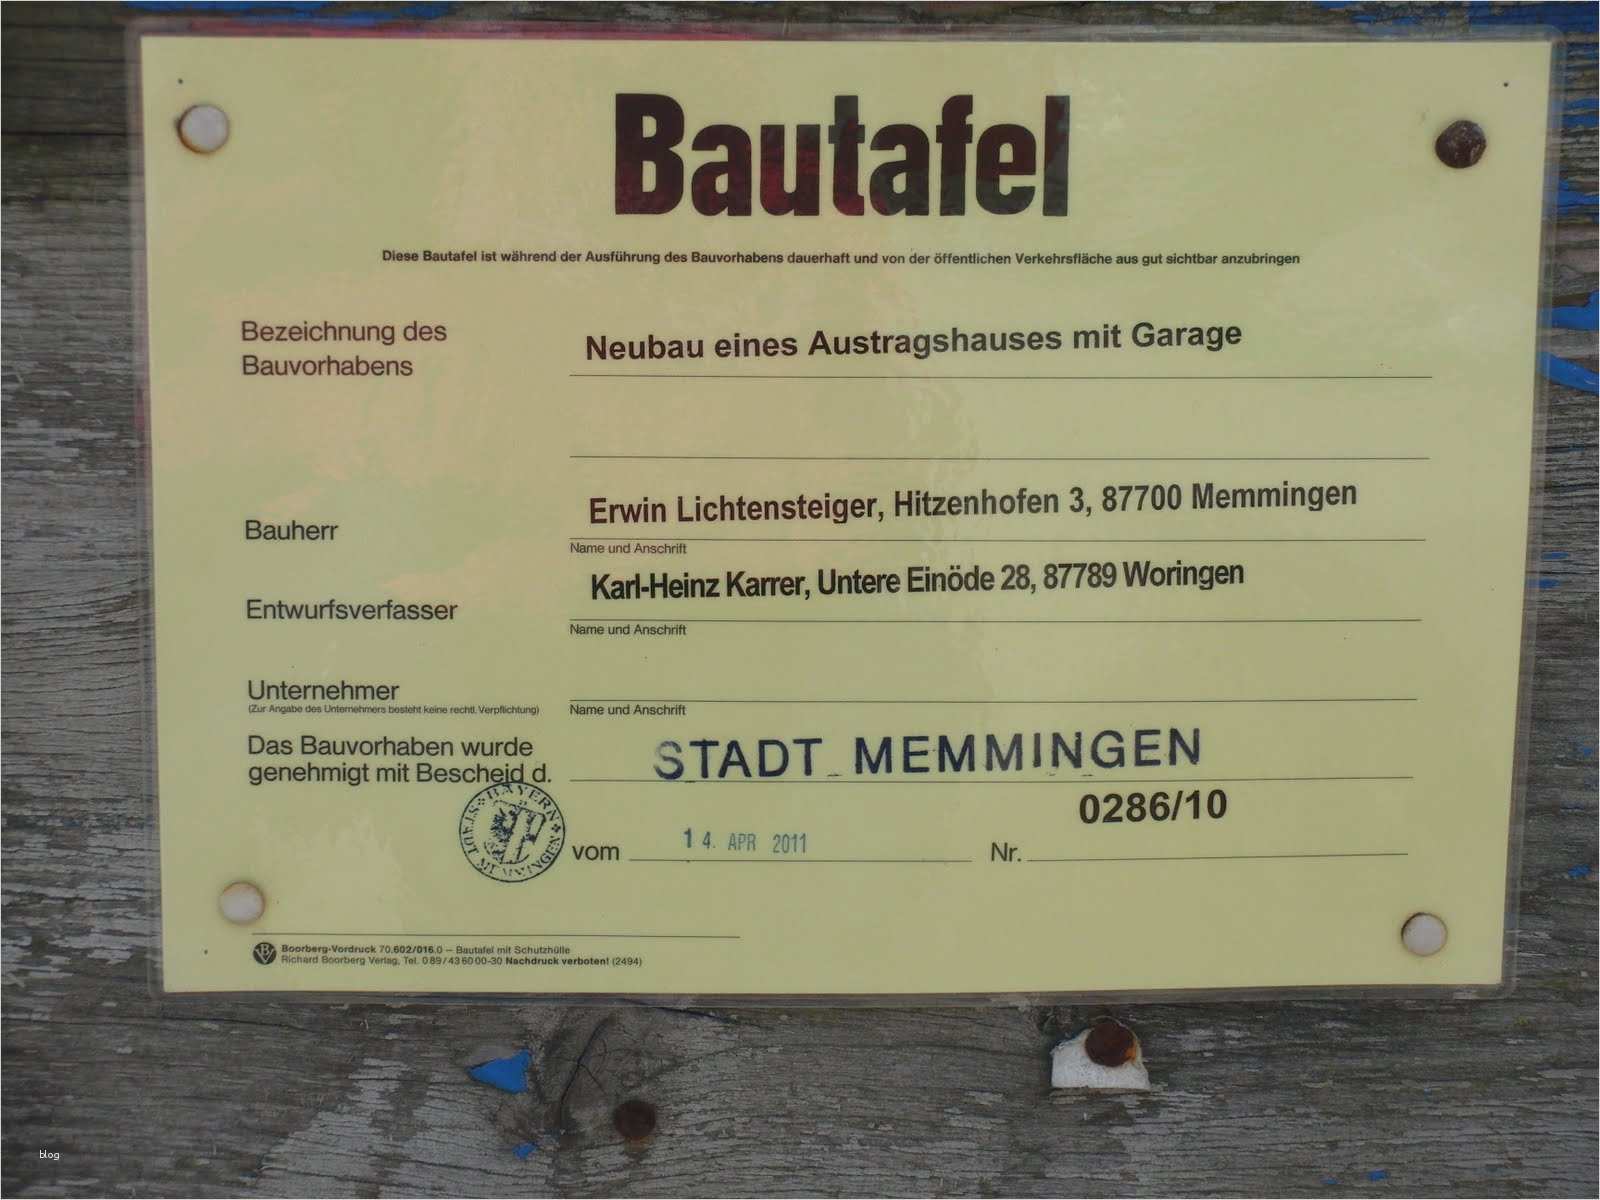 Bautafel
Diese Bautafel ist während der Ausführung des Bauvorhabens dauerhaft und von der öffentlichen Verkehrsfläche aus gut sichtbar anzubringen
Bezeichnung des
Bauvorhabens
Neubau eines Austragshauses mit Garage
Bauherr
Erwin Lichtensteiger, Hitzenhofen 3, 87700 Memmingen
Name und Anschrift
Entwurfsverfasser
Karl-Heinz Karrer, Untere Einöde 28, 87789 Woringen
Name und Anschrift
Unternehmer
(Zur Angabe des Unternehmers besteht keine rechtl. Verpflichtung)
Name und Anschrift
Das Bauvorhaben wurde
genehmigt mit Bescheid d.
STADT MEMMINGEN
BAYERN
STADT MEMMINGEN
vom 14. APR 2011
Nr. 0286/10
Boorberg-Vordruck 70.602/016.0 – Bautafel mit Schutzhülle
Richard Boorberg Verlag, Tel. 089/436000-30 Nachdruck verboten! (2494)
blog